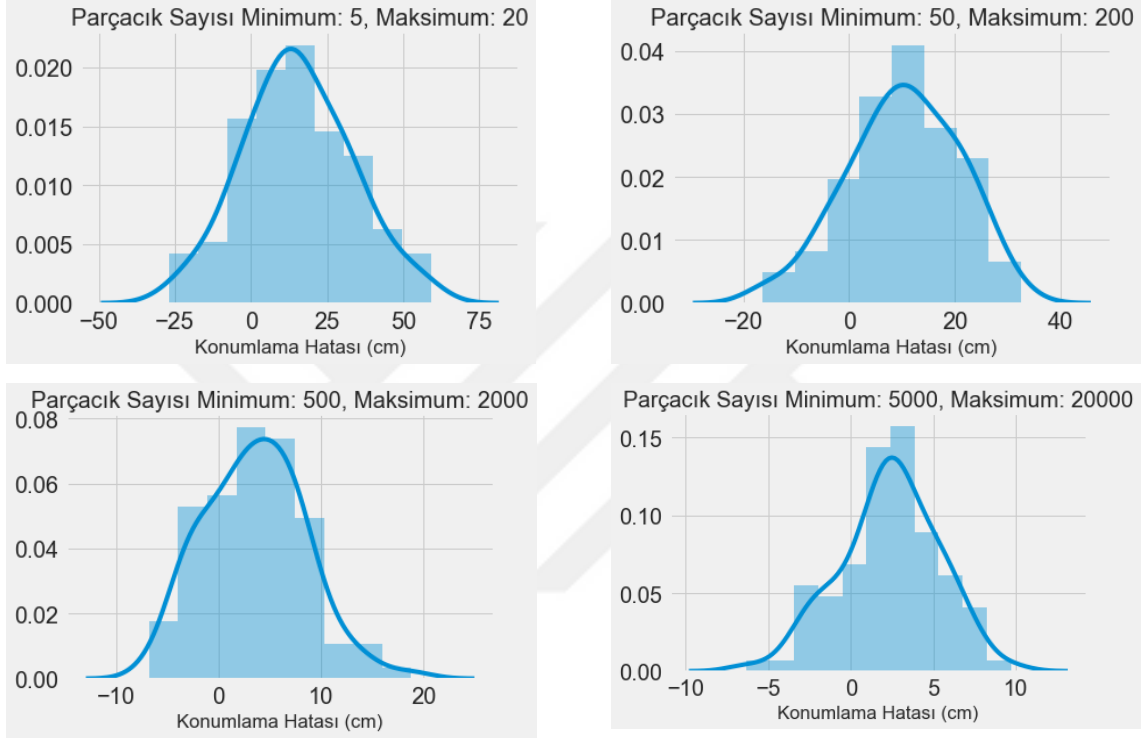 Parçacık Sayısı Minimum: 5, Maksimum: 20
0.020
0.015
0.010
0.005
0.000
−50 −25 0 25 50 75
Konumlama Hatası (cm)
Parçacık Sayısı Minimum: 50, Maksimum: 200
0.04
0.03
0.02
0.01
0.00
−20 0 20 40
Konumlama Hatası (cm)
Parçacık Sayısı Minimum: 500, Maksimum: 2000
0.08
0.06
0.04
0.02
0.00
−10 0 10 20
Konumlama Hatası (cm)
Parçacık Sayısı Minimum: 5000, Maksimum: 20000
0.15
0.10
0.05
0.00
−10 −5 0 5 10
Konumlama Hatası (cm)